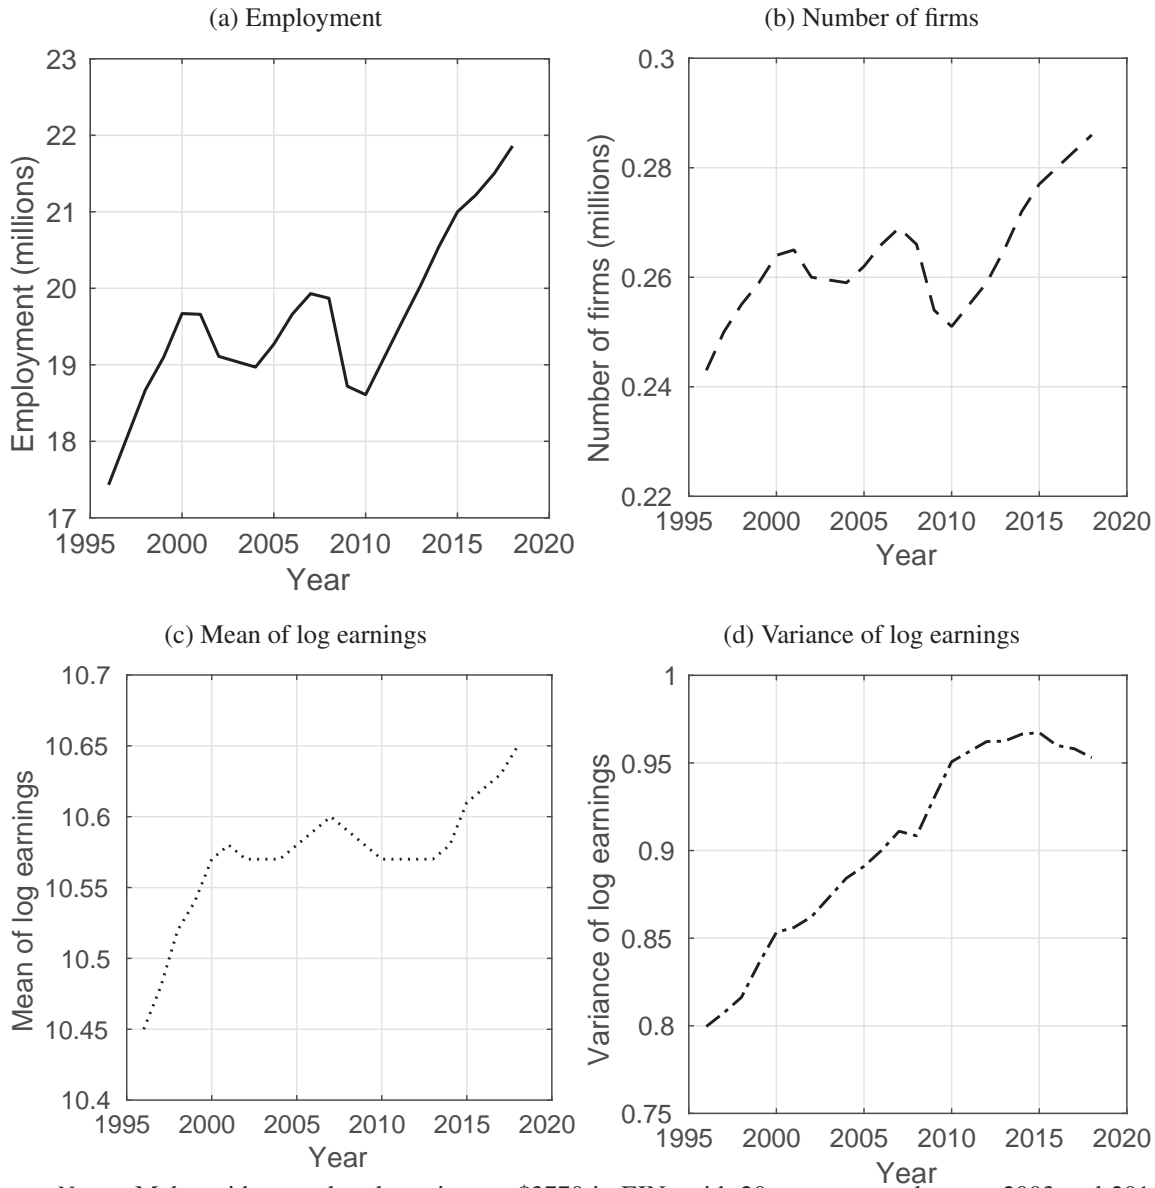 (a) Employment
23
22
21
20
19
18
17
Employment (millions)
1995 2000 2005 2010 2015 2020
Year
(b) Number of firms
0.3
0.28
0.26
0.24
0.22
Number of firms (millions)
1995 2000 2005 2010 2015 2020
Year
(c) Mean of log earnings
10.7
10.65
10.6
10.55
10.5
10.45
10.4
Mean of log earnings
1995 2000 2005 2010 2015 2020
Year
(d) Variance of log earnings
1
0.95
0.9
0.85
0.8
0.75
Variance of log earnings
1995 2000 2005 2010 2015 2020
Year